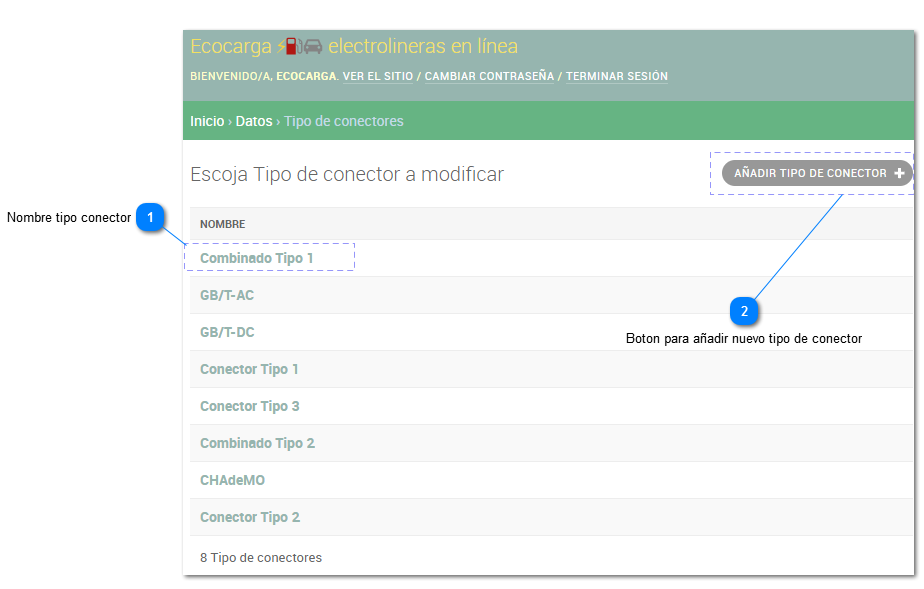 Ecocarga electrolineras en línea
BIENVENIDO/A, ECOCARGA. VER EL SITIO / CAMBIAR CONTRASEÑA / TERMINAR SESIÓN
Inicio › Datos › Tipo de conectores
Escoja Tipo de conector a modificar
AÑADIR TIPO DE CONECTOR +
Nombre tipo conector 1
NOMBRE
Combinado Tipo 1
GB/T-AC
2
GB/T-DC
Boton para añadir nuevo tipo de conector
Conector Tipo 1
Conector Tipo 3
Combinado Tipo 2
CHAdeMO
Conector Tipo 2
8 Tipo de conectores